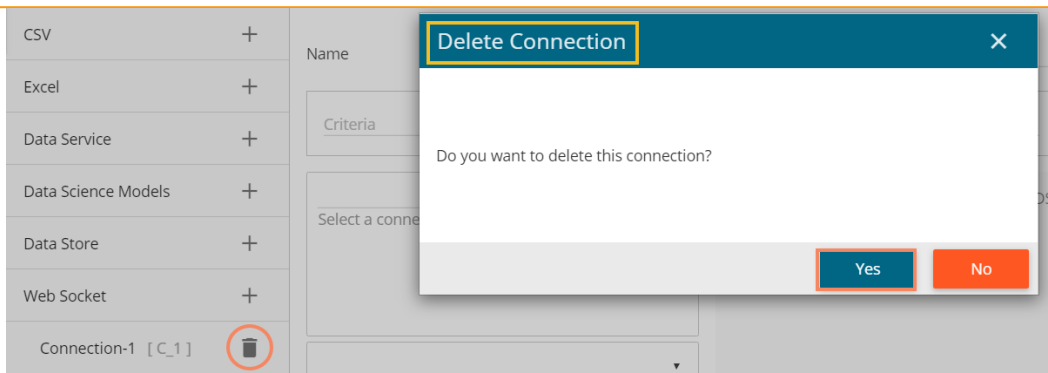 CSV +
Excel +
Data Service +
Data Science Models +
Data Store +
Web Socket +
Connection-1 [ C_1 ]
Name
Criteria
Select a conne
Delete Connection ×
Do you want to delete this connection?
Yes No